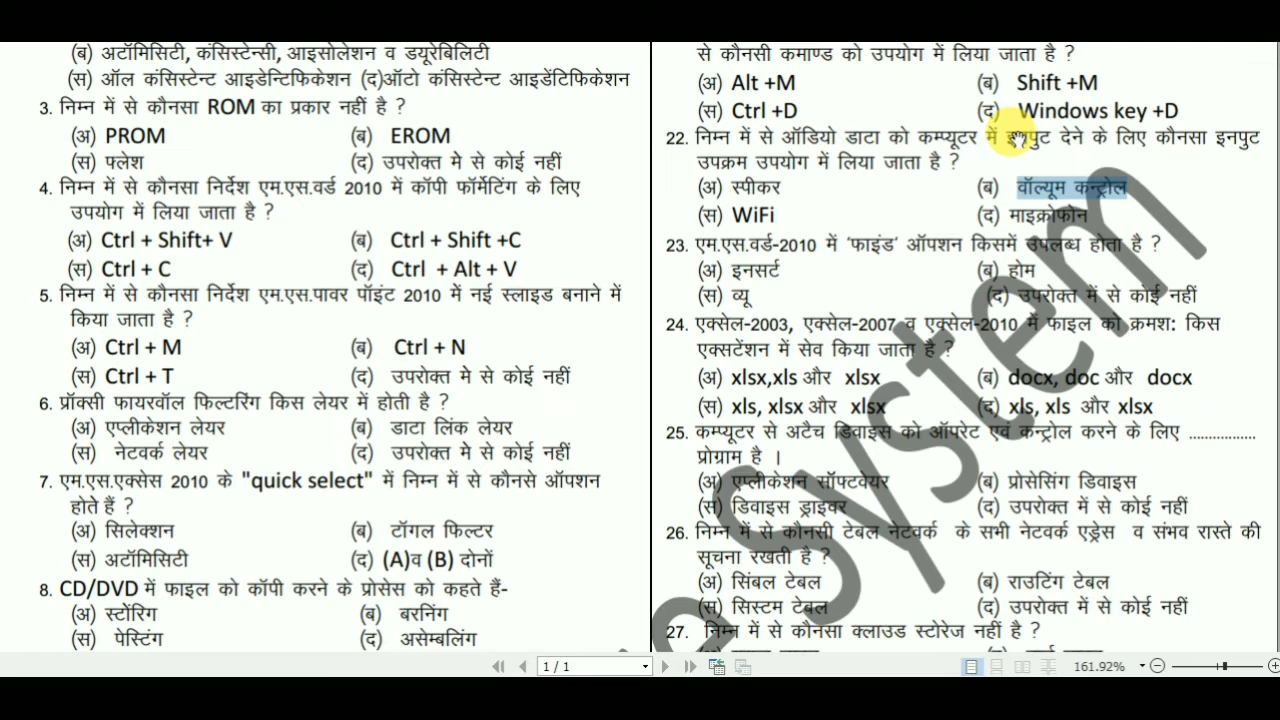 (ब) अटॉमिसिटी, कंसिस्टेन्सी, आइसोलेशन व डयूरेबिलिटी
(स) ऑल कंसिस्टेन्ट आइडेन्टिफिकेशन (द)ऑटो कंसिस्टेन्ट आइडेंटिफिकेशन
3. निम्न में से कौनसा ROM का प्रकार नहीं है ?
(अ) PROM (ब) EROM
(स) फ्लेश (द) उपरोक्त मे से कोई नहीं
4. निम्न में से कौनसा निर्देश एम.एस.वर्ड 2010 में कॉपी फॉर्मेटिंग के लिए
उपयोग में लिया जाता है ?
(अ) Ctrl + Shift+ V (ब) Ctrl + Shift +C
(स) Ctrl + C (द) Ctrl + Alt + V
5. निम्न में से कौनसा निर्देश एम.एस.पावर पॉइंट 2010 में नई स्लाइड बनाने में
किया जाता है ?
(अ) Ctrl + M (ब) Ctrl + N
(स) Ctrl + T (द) उपरोक्त मे से कोई नहीं
6. प्रॉक्सी फायरवॉल फिल्टरिंग किस लेयर में होती है ?
(अ) एप्लीकेशन लेयर (ब) डाटा लिंक लेयर
(स) नेटवर्क लेयर (द) उपरोक्त मे से कोई नहीं
7. एम.एस.एक्सेस 2010 के "quick select" में निम्न में से कौनसे ऑपशन
होते हैं ?
(अ) सिलेक्शन (ब) टॉगल फिल्टर
(स) अटॉमिसिटी (द) (A)व (B) दोनों
8. CD/DVD में फाइल को कॉपी करने के प्रोसेस को कहते हैं-
(अ) स्टोंरिग (ब) बरनिंग
(स) पेस्टिंग (द) असेम्बलिंग
से कौनसी कमाण्ड को उपयोग में लिया जाता है ?
(अ) Alt +M (ब) Shift +M
(स) Ctrl +D (द) Windows key +D
22. निम्न में से ऑडियो डाटा को कम्प्यूटर में इनपुट देने के लिए कौनसा इनपुट
उपक्रम उपयोग में लिया जाता है ?
(अ) स्पीकर (ब) वॉल्यूम कन्ट्रोल
(स) WiFi (द) माइक्रोफोन
23. एम.एस.वर्ड-2010 में 'फाइंड' ऑपशन किसमें उपलब्ध होता है ?
(अ) इनसर्ट (ब) होम
(स) व्यू (द) उपरोक्त में से कोई नहीं
24. एक्सेल-2003, एक्सेल-2007 व एक्सेल-2010 में फाइल को क्रमश: किस
एक्सटेंशन में सेव किया जाता है ?
(अ) xlsx,xls और xlsx (ब) docx, doc और docx
(स) xls, xlsx और xlsx (द) xls, xls और xlsx
25. कम्प्यूटर से अटैच डिवाइस को ऑपरेट एवं कन्ट्रोल करने के लिए .................
प्रोग्राम है ।
(अ) एप्लीकेशन सॉफ्टवेयर (ब) प्रोसेसिंग डिवाइस
(स) डिवाइस ड्राइवर (द) उपरोक्त में से कोई नहीं
26. निम्न में से कौनसी टेबल नेटवर्क के सभी नेटवर्क एड्रेस व संभव रास्ते की
सूचना रखती है ?
(अ) सिंबल टेबल (ब) राउटिंग टेबल
(स) सिस्टम टेबल (द) उपरोक्त में से कोई नहीं
27. निम्न में से कौनसा क्लाउड स्टोरेज नहीं है ?
System
1 / 1
161.92%